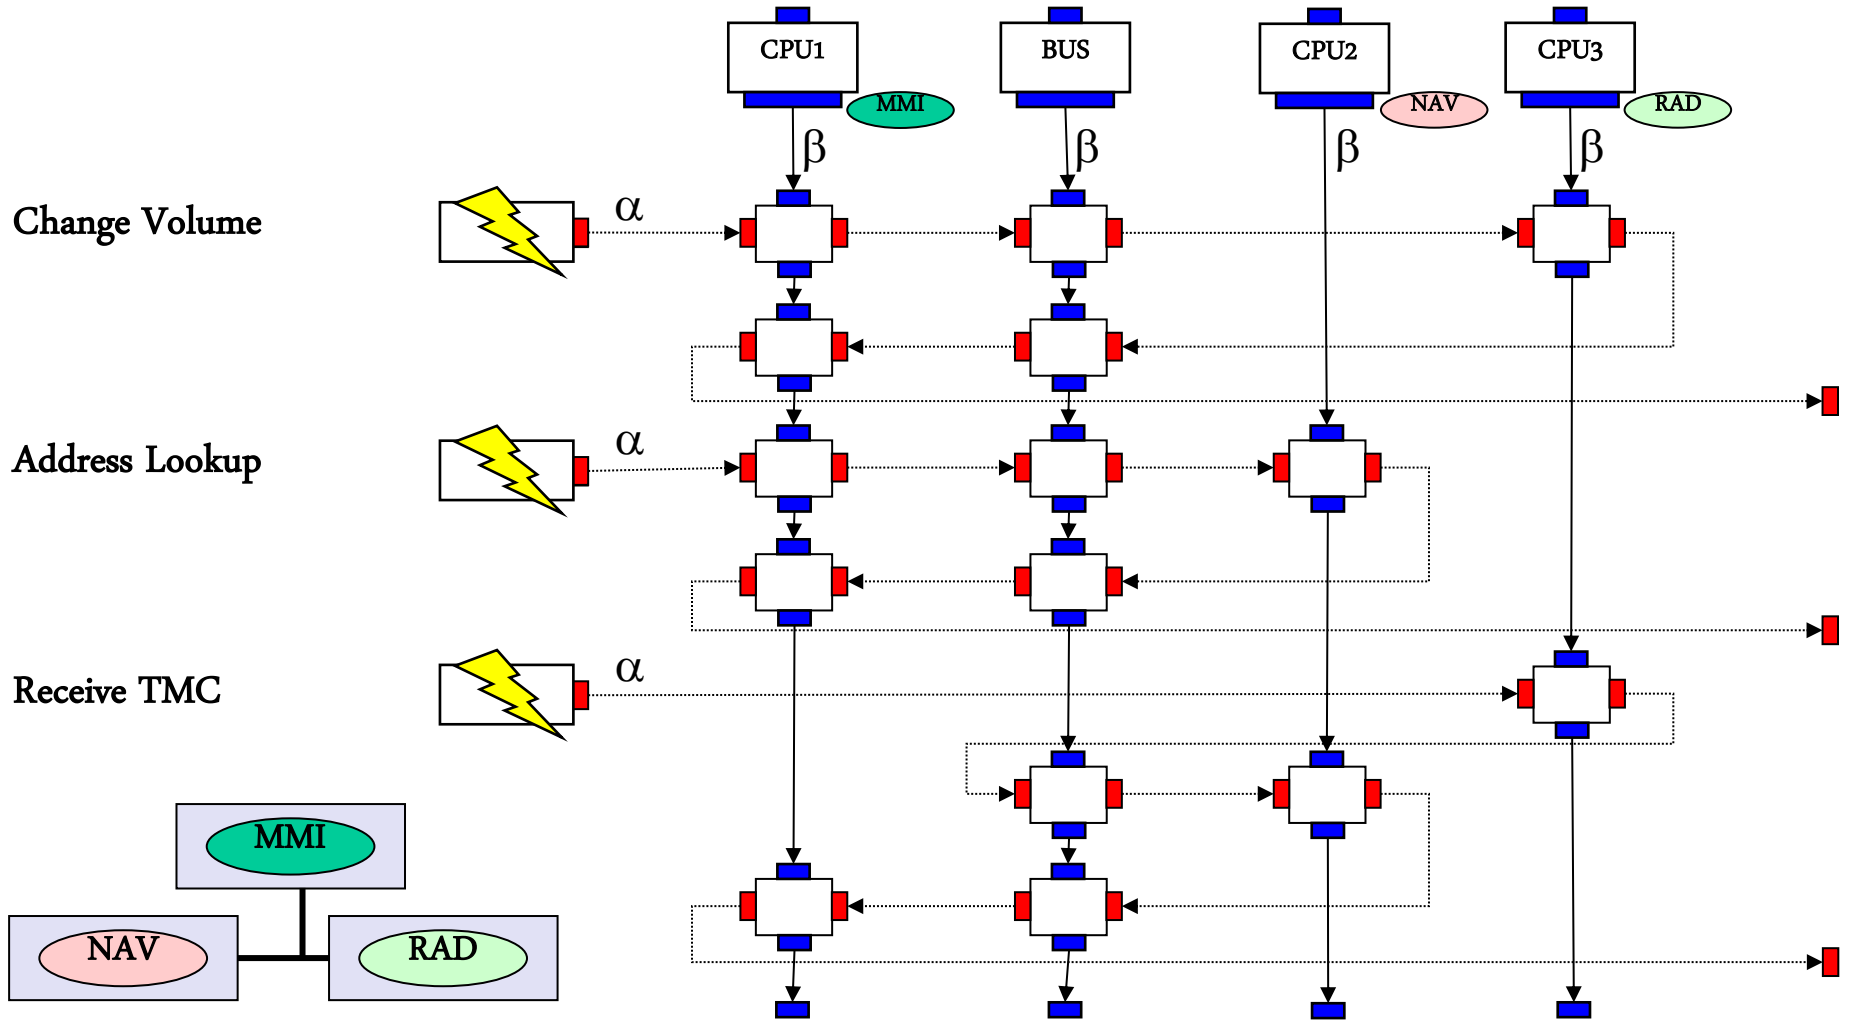 CPU1
BUS
CPU2
CPU3
MMI
NAV
RAD
β
β
β
β
Change Volume
α
Address Lookup
α
Receive TMC
α
MMI
NAV
RAD